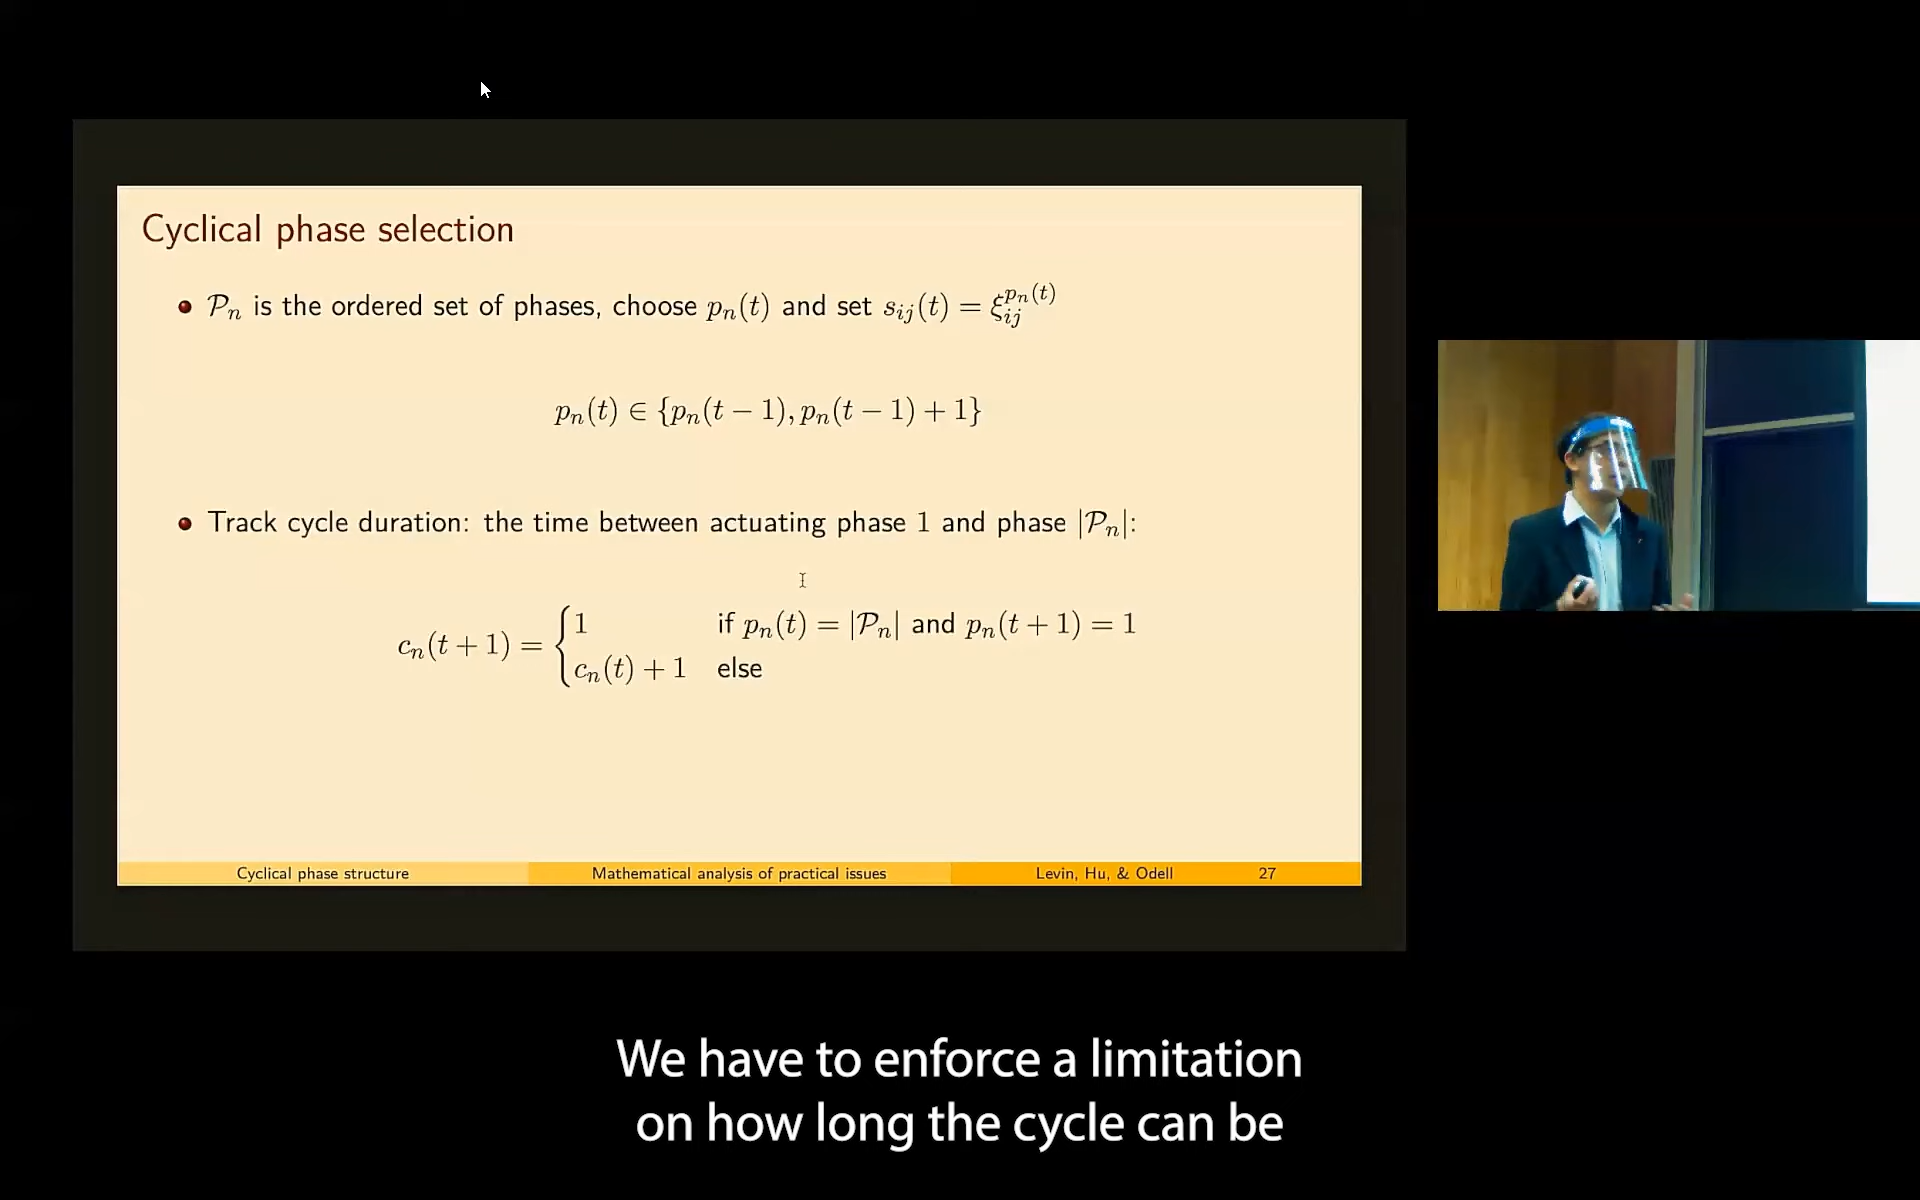 Cyclical phase selection
• 𝒫ₙ is the ordered set of phases, choose pₙ(t) and set sᵢⱼ(t) = ξᵢⱼ^{pₙ(t)}
pₙ(t) ∈ {pₙ(t − 1), pₙ(t − 1) + 1}
• Track cycle duration: the time between actuating phase 1 and phase |𝒫ₙ|:
cₙ(t + 1) = { 1 if pₙ(t) = |𝒫ₙ| and pₙ(t + 1) = 1
cₙ(t) + 1 else
Cyclical phase structure Mathematical analysis of practical issues Levin, Hu, & Odell 27
We have to enforce a limitation
on how long the cycle can be